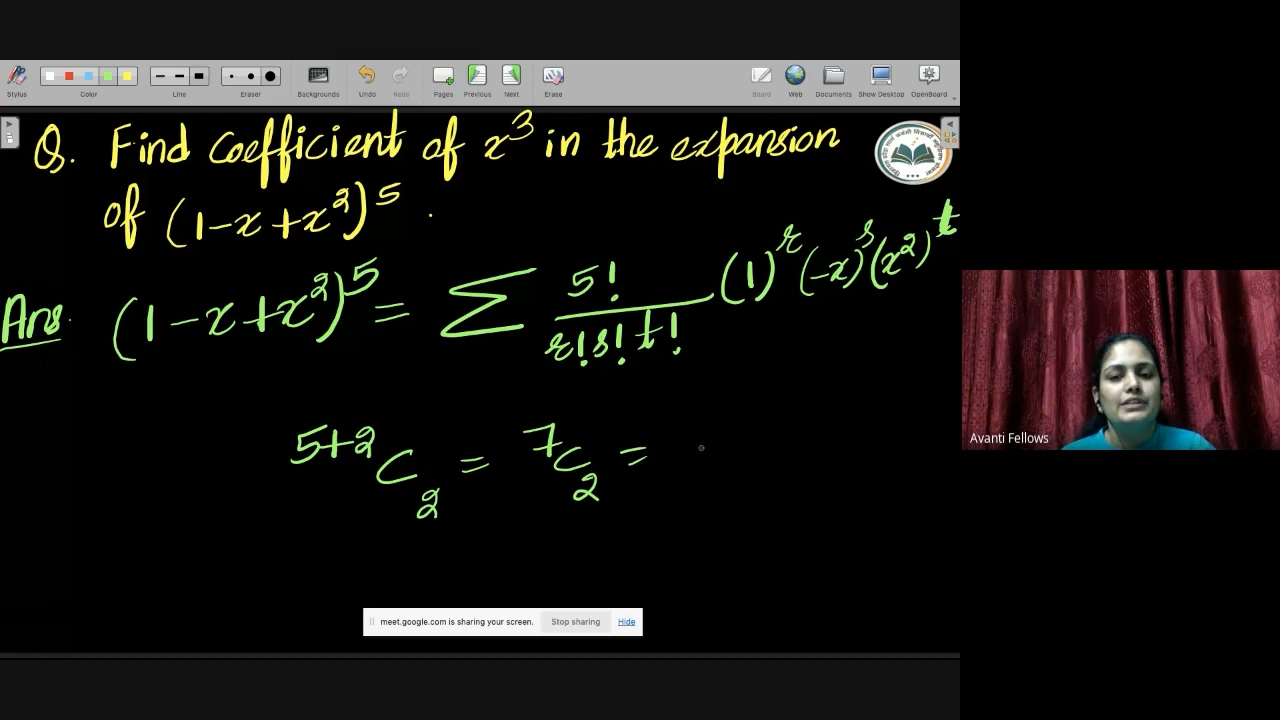 Stylus Color Line Eraser Backgrounds Undo Redo Pages Previous Next Erase Board Web Documents Show Desktop OpenBoard
Q. Find coefficient of x³ in the expansion
of (1-x+x²)⁵ .
Ans. (1-x+x²)⁵ = Σ 5!/r!s!t! (1)^r (-x)^s (x²)^t
5+2C2 = 7C2 =
Avanti Fellows
meet.google.com is sharing your screen. Stop sharing Hide